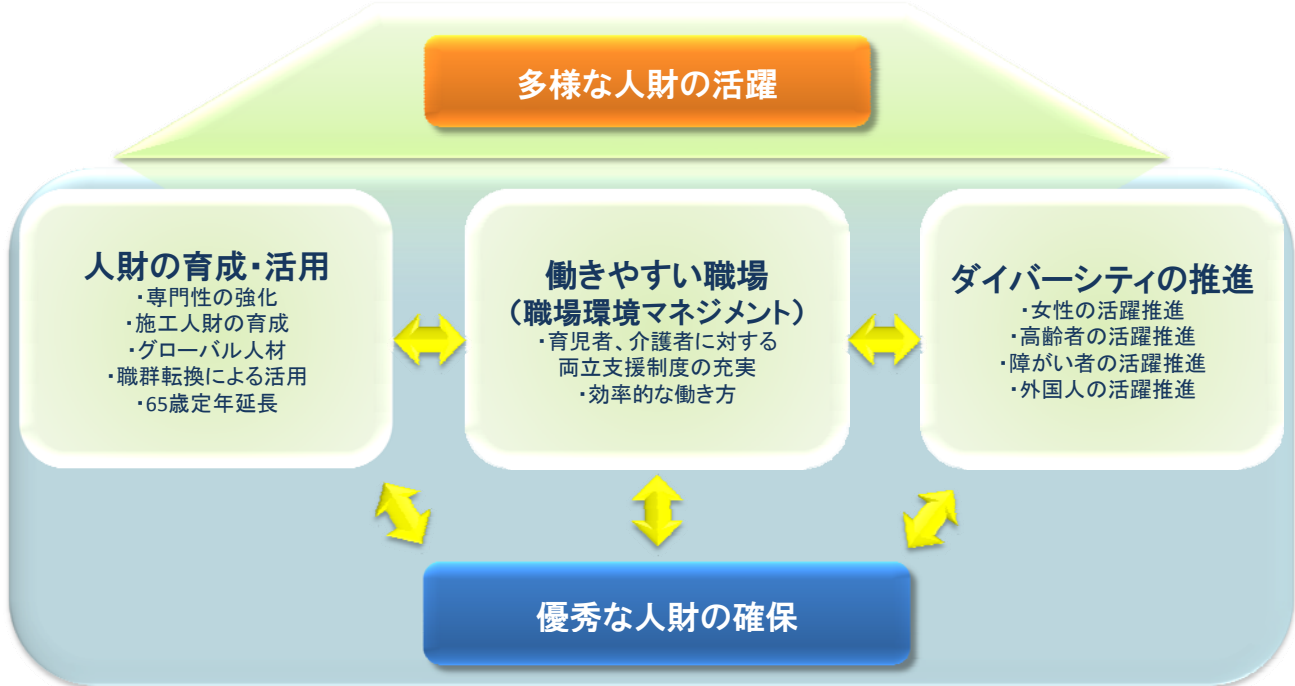 多様な人財の活躍
人財の育成・活用
・専門性の強化
・施工人財の育成
・グローバル人材
・職群転換による活用
・65歳定年延長
働きやすい職場
（職場環境マネジメント）
・育児者、介護者に対する
両立支援制度の充実
・効率的な働き方
ダイバーシティの推進
・女性の活躍推進
・高齢者の活躍推進
・障がい者の活躍推進
・外国人の活躍推進
優秀な人財の確保